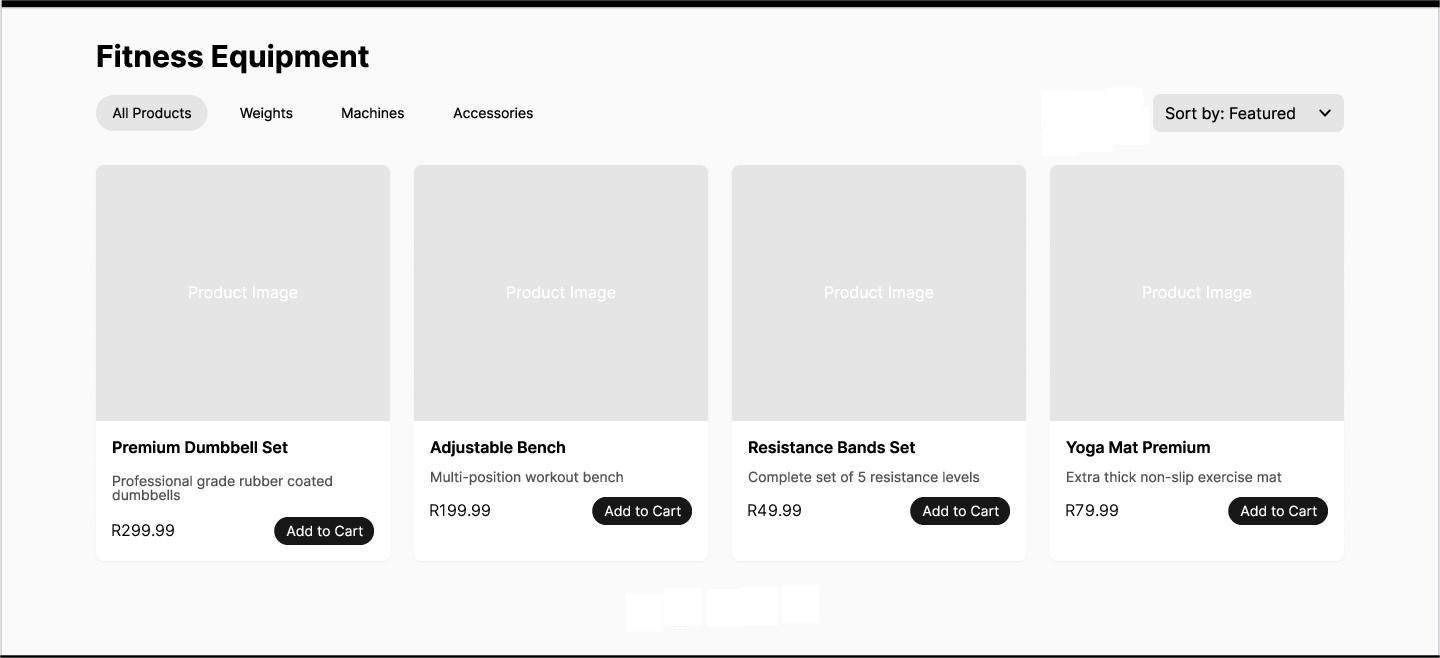 Fitness Equipment
All Products
Weights
Machines
Accessories
Sort by: Featured
Product Image
Product Image
Product Image
Product Image
Premium Dumbbell Set
Professional grade rubber coated
dumbbells
R299.99
Add to Cart
Adjustable Bench
Multi-position workout bench
R199.99
Add to Cart
Resistance Bands Set
Complete set of 5 resistance levels
R49.99
Add to Cart
Yoga Mat Premium
Extra thick non-slip exercise mat
R79.99
Add to Cart